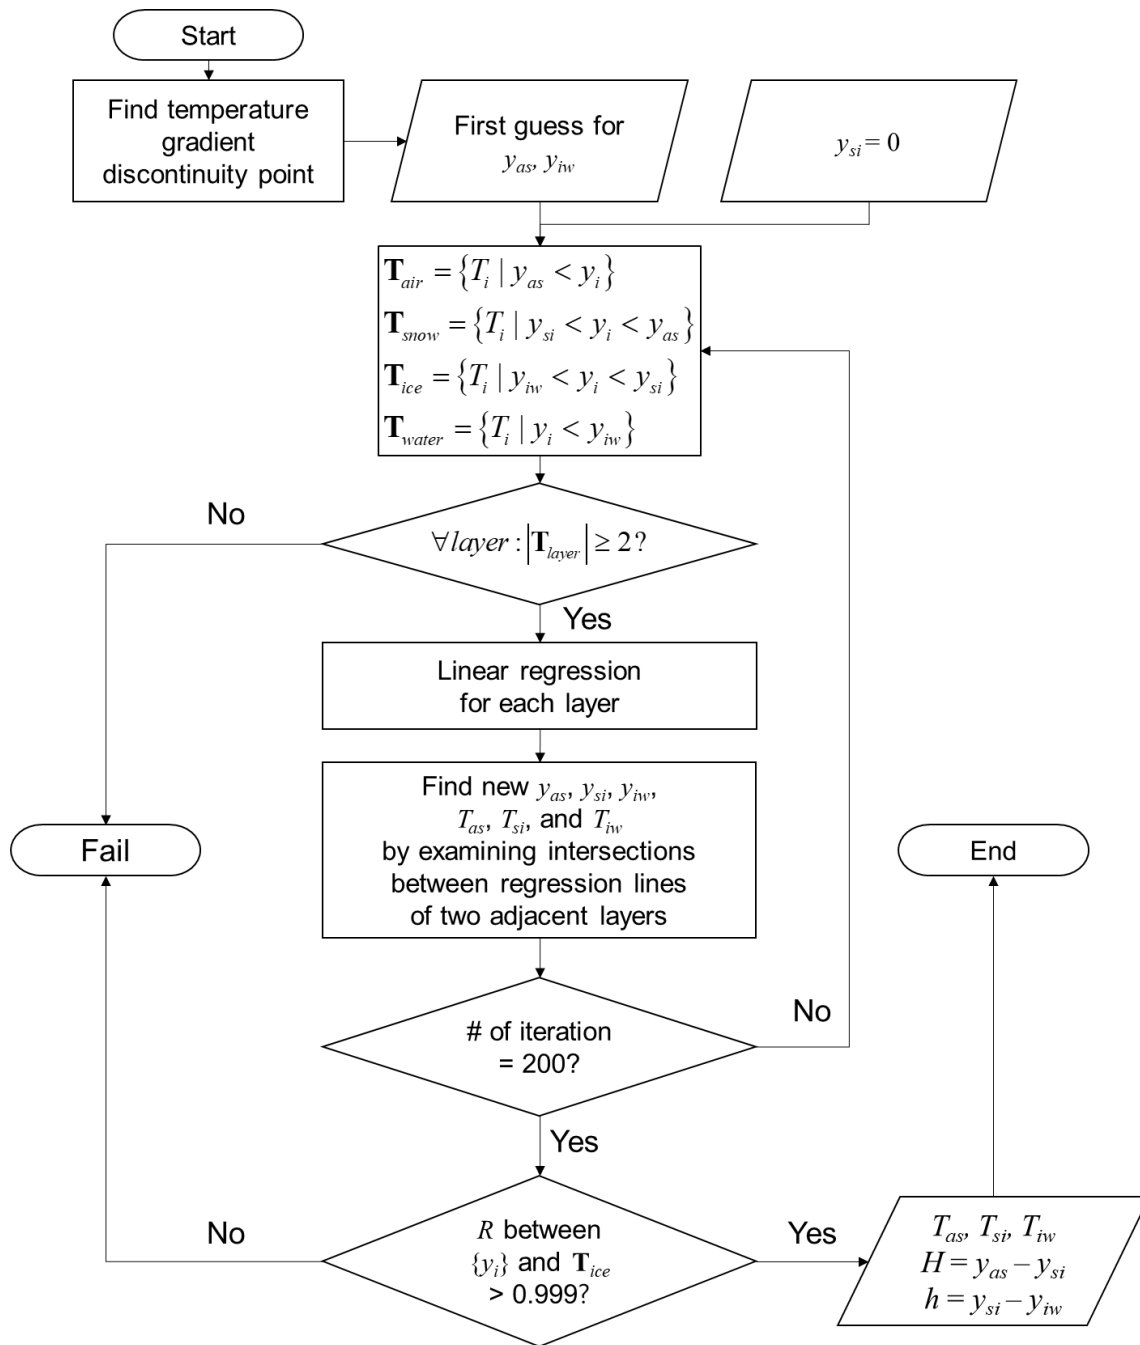 Start
Find temperature
gradient
discontinuity point
First guess for
y_as, y_iw
y_si = 0
T_air = {T_i | y_as < y_i}
T_snow = {T_i | y_si < y_i < y_as}
T_ice = {T_i | y_iw < y_i < y_si}
T_water = {T_i | y_i < y_iw}
No
∀layer : |T_layer| ≥ 2?
Yes
Linear regression
for each layer
Find new y_as, y_si, y_iw,
T_as, T_si, and T_iw
by examining intersections
between regression lines
of two adjacent layers
Fail
End
# of iteration
= 200?
No
Yes
R between
{y_i} and T_ice
> 0.999?
No
Yes
T_as, T_si, T_iw
H = y_as – y_si
h = y_si – y_iw